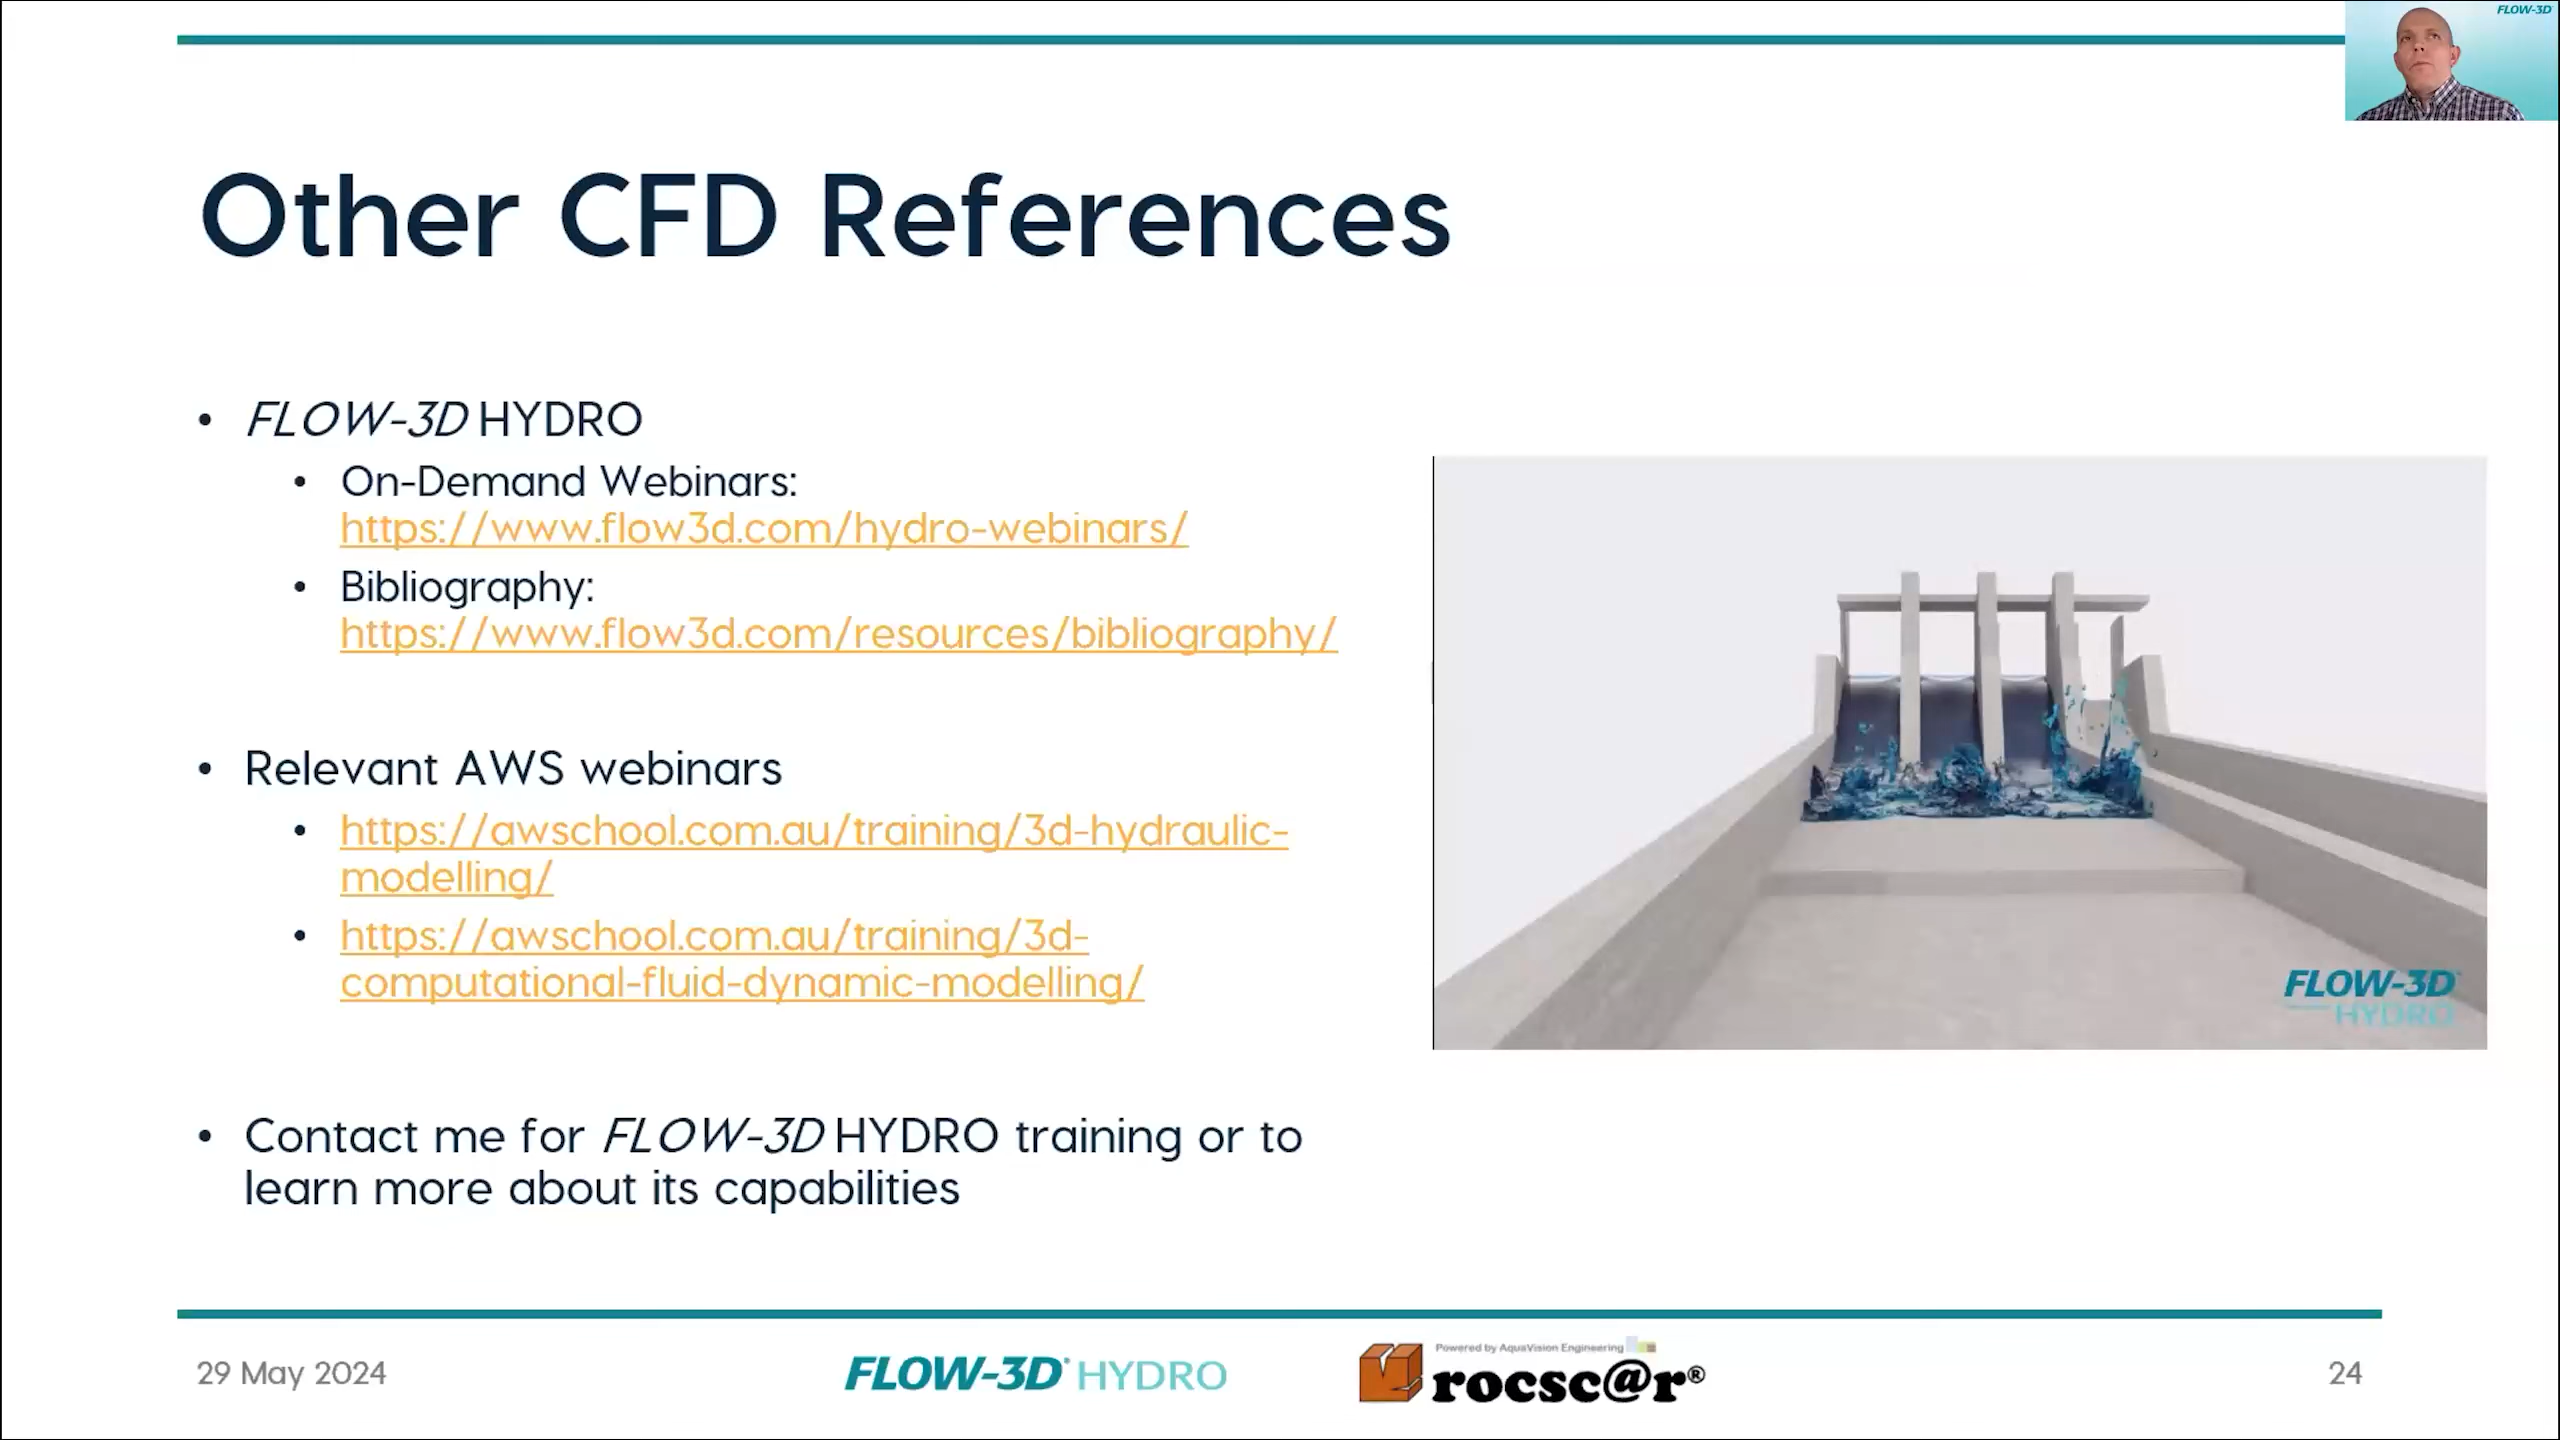 FLOW-3D
Other CFD References
• FLOW-3D HYDRO
• On-Demand Webinars:
https://www.flow3d.com/hydro-webinars/
• Bibliography:
https://www.flow3d.com/resources/bibliography/
• Relevant AWS webinars
• https://awschool.com.au/training/3d-hydraulic-
modelling/
• https://awschool.com.au/training/3d-
computational-fluid-dynamic-modelling/
• Contact me for FLOW-3D HYDRO training or to
learn more about its capabilities
FLOW-3D
HYDRO
29 May 2024
FLOW-3D® HYDRO
Powered by AquaVision Engineering
rocsc@r®
24